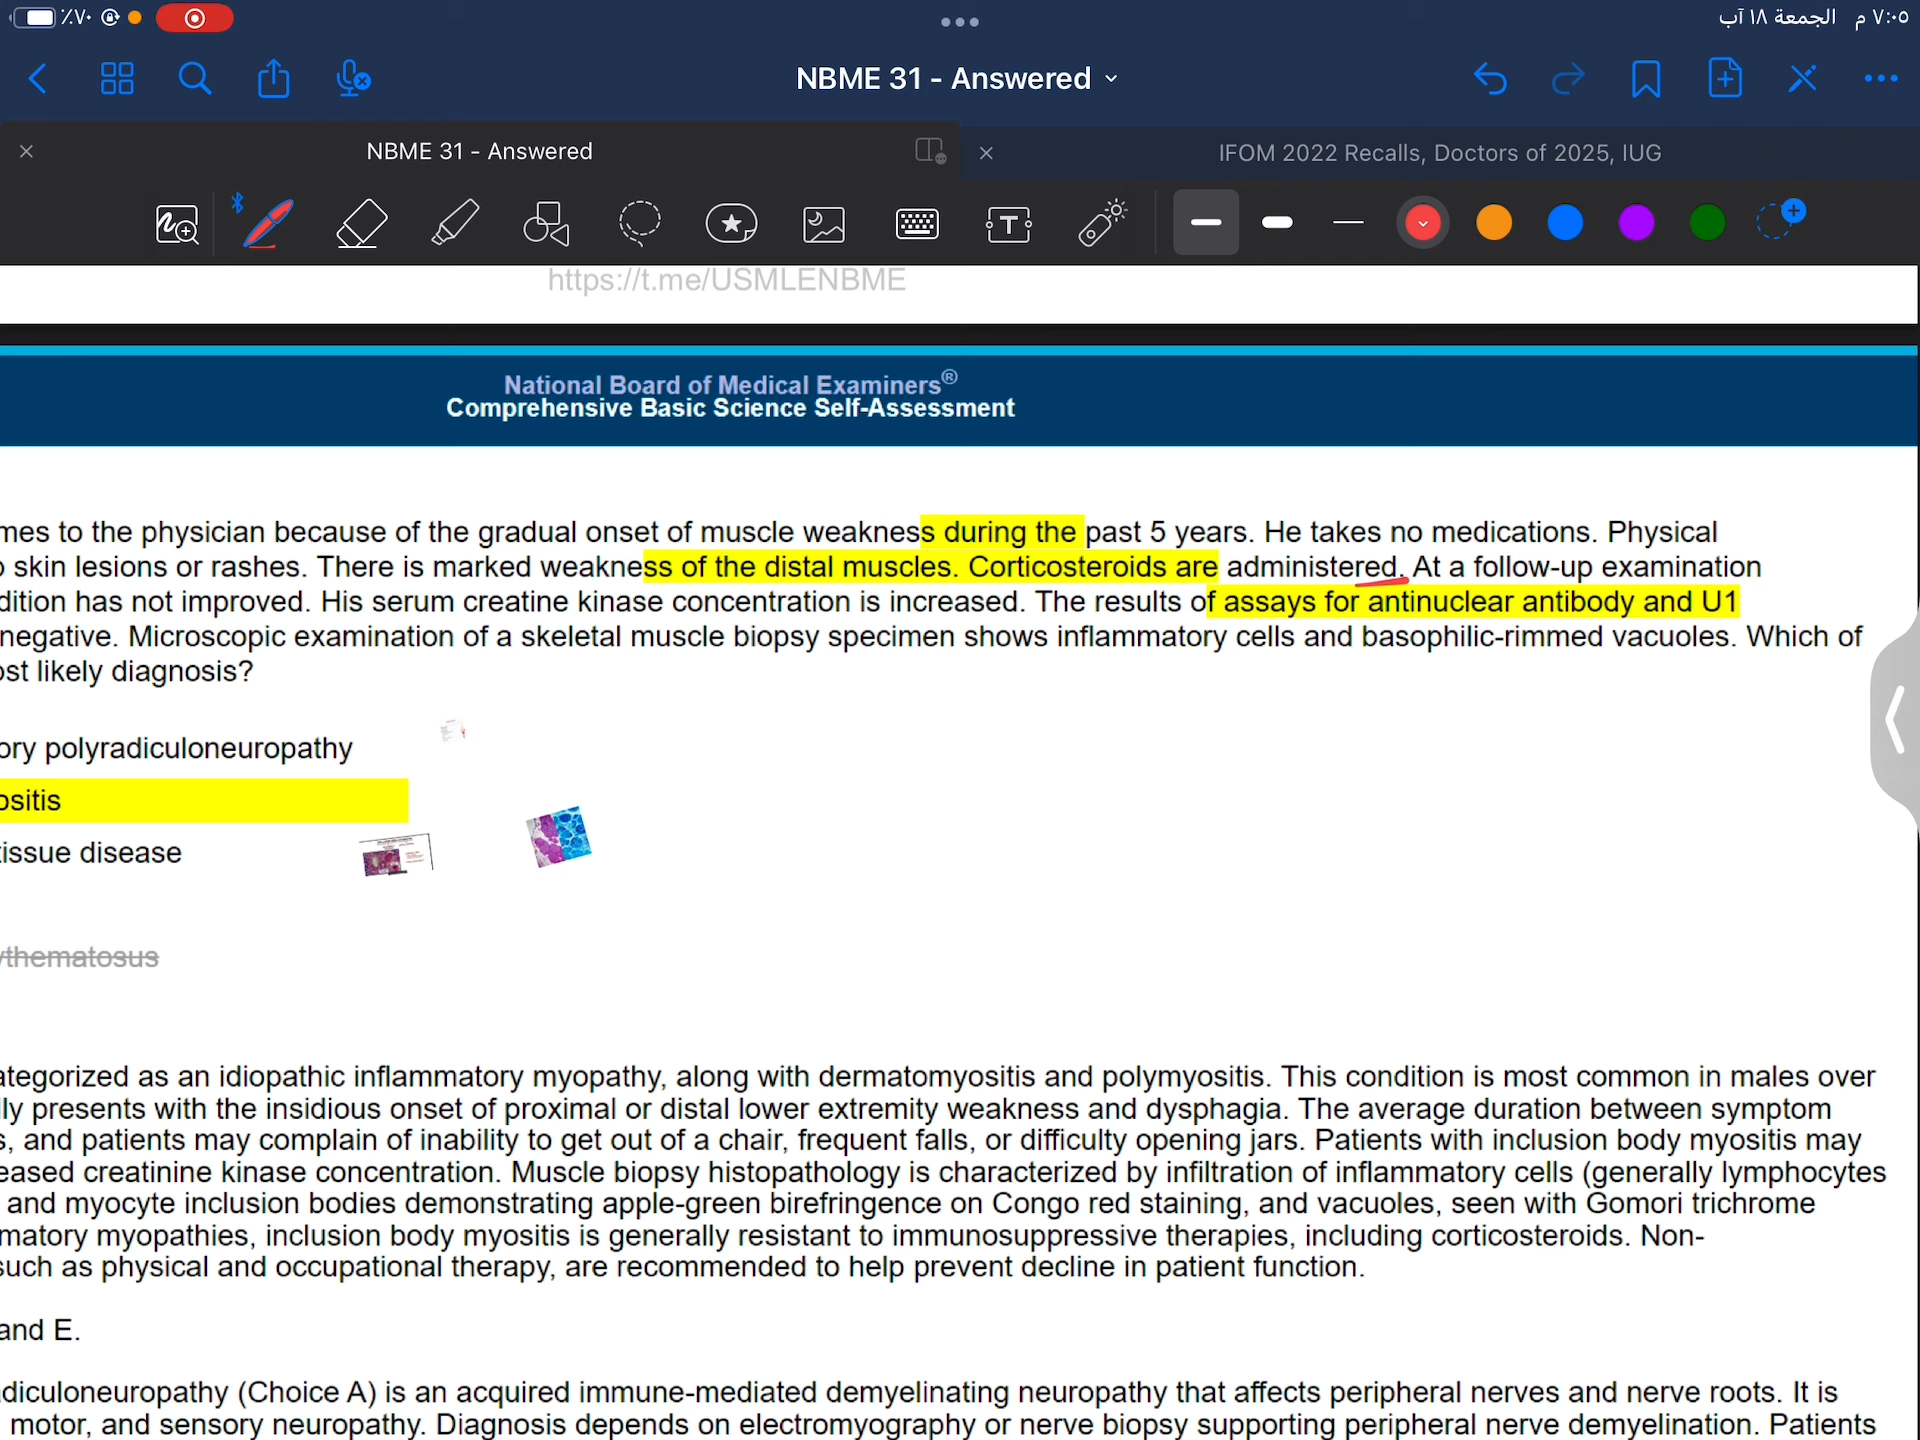 ٪٧٠
٧:٠٥ م الجمعة ١٨ آب
NBME 31 - Answered
NBME 31 - Answered
IFOM 2022 Recalls, Doctors of 2025, IUG
https://t.me/USMLENBME
National Board of Medical Examiners®
Comprehensive Basic Science Self-Assessment
mes to the physician because of the gradual onset of muscle weakness during the past 5 years. He takes no medications. Physical
skin lesions or rashes. There is marked weakness of the distal muscles. Corticosteroids are administered. At a follow-up examination
dition has not improved. His serum creatine kinase concentration is increased. The results of assays for antinuclear antibody and U1
negative. Microscopic examination of a skeletal muscle biopsy specimen shows inflammatory cells and basophilic-rimmed vacuoles. Which of
ost likely diagnosis?
ory polyradiculoneuropathy
ositis
tissue disease
ythematosus
ategorized as an idiopathic inflammatory myopathy, along with dermatomyositis and polymyositis. This condition is most common in males over
lly presents with the insidious onset of proximal or distal lower extremity weakness and dysphagia. The average duration between symptom
s, and patients may complain of inability to get out of a chair, frequent falls, or difficulty opening jars. Patients with inclusion body myositis may
eased creatinine kinase concentration. Muscle biopsy histopathology is characterized by infiltration of inflammatory cells (generally lymphocytes
and myocyte inclusion bodies demonstrating apple-green birefringence on Congo red staining, and vacuoles, seen with Gomori trichrome
matory myopathies, inclusion body myositis is generally resistant to immunosuppressive therapies, including corticosteroids. Non-
such as physical and occupational therapy, are recommended to help prevent decline in patient function.
and E.
diculoneuropathy (Choice A) is an acquired immune-mediated demyelinating neuropathy that affects peripheral nerves and nerve roots. It is
motor, and sensory neuropathy. Diagnosis depends on electromyography or nerve biopsy supporting peripheral nerve demyelination. Patients